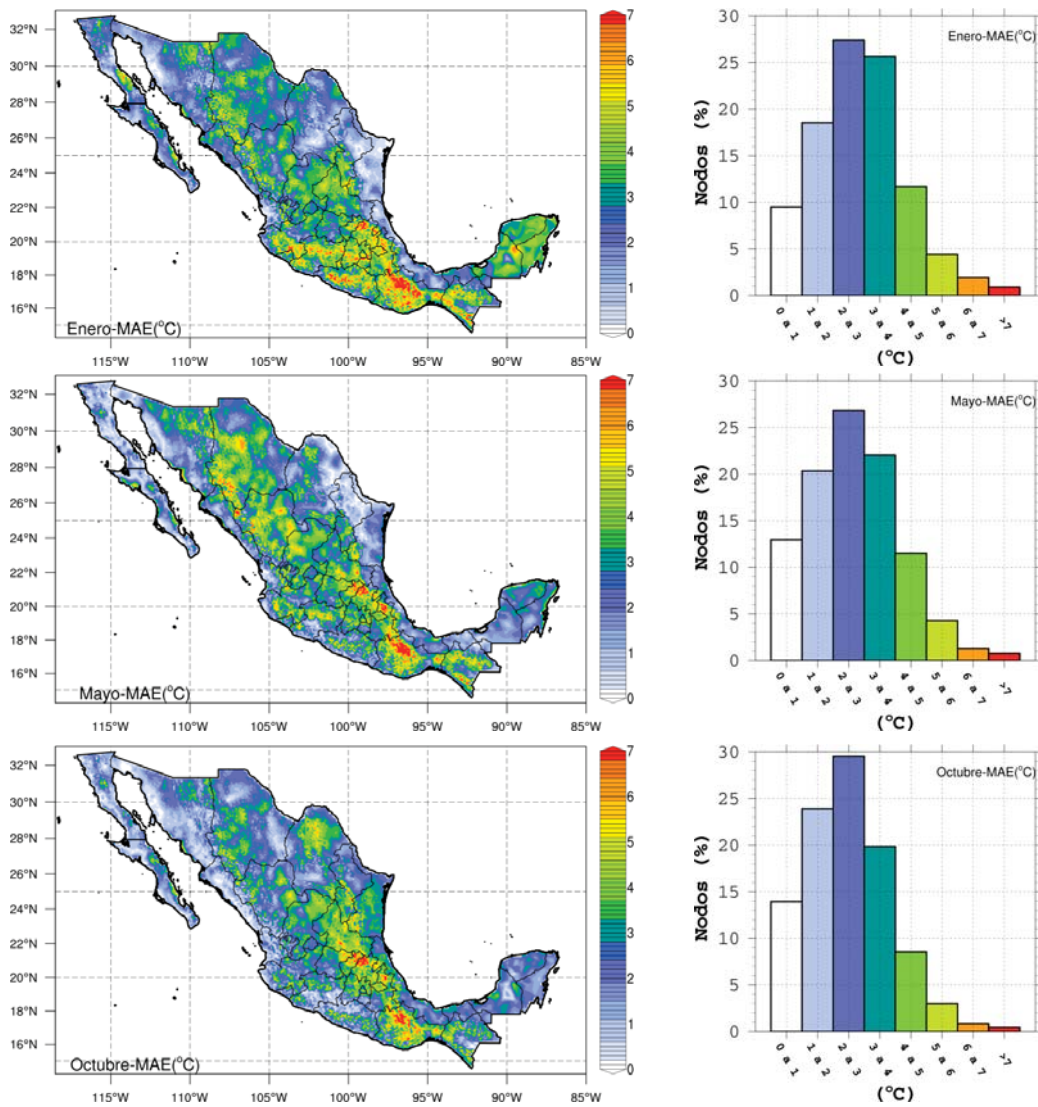 32°N
30°N
28°N
26°N
24°N
22°N
20°N
18°N
16°N
Enero-MAE(°C)
115°W 110°W 105°W 100°W 95°W 90°W 85°W
7
6
5
4
3
2
1
0
30
25
20
15
10
5
0
Nodos (%)
Enero-MAE(°C)
0 a 1
1 a 2
2 a 3
3 a 4
4 a 5
5 a 6
6 a 7
>7
(°C)
32°N
30°N
28°N
26°N
24°N
22°N
20°N
18°N
16°N
Mayo-MAE(°C)
115°W 110°W 105°W 100°W 95°W 90°W 85°W
7
6
5
4
3
2
1
0
30
25
20
15
10
5
0
Nodos (%)
Mayo-MAE(°C)
0 a 1
1 a 2
2 a 3
3 a 4
4 a 5
5 a 6
6 a 7
>7
(°C)
32°N
30°N
28°N
26°N
24°N
22°N
20°N
18°N
16°N
Octubre-MAE(°C)
115°W 110°W 105°W 100°W 95°W 90°W 85°W
7
6
5
4
3
2
1
0
30
25
20
15
10
5
0
Nodos (%)
Octubre-MAE(°C)
0 a 1
1 a 2
2 a 3
3 a 4
4 a 5
5 a 6
6 a 7
>7
(°C)